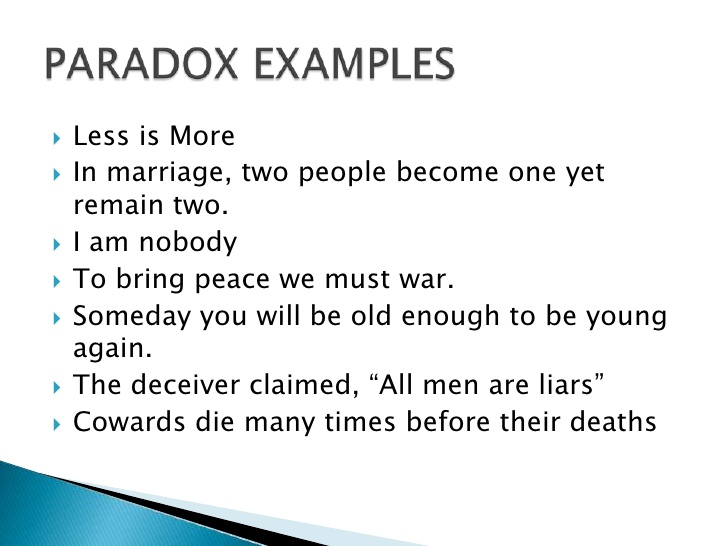 PARADOX EXAMPLES
Less is More
In marriage, two people become one yet
remain two.
I am nobody
To bring peace we must war.
Someday you will be old enough to be young
again.
The deceiver claimed, “All men are liars”
Cowards die many times before their deaths